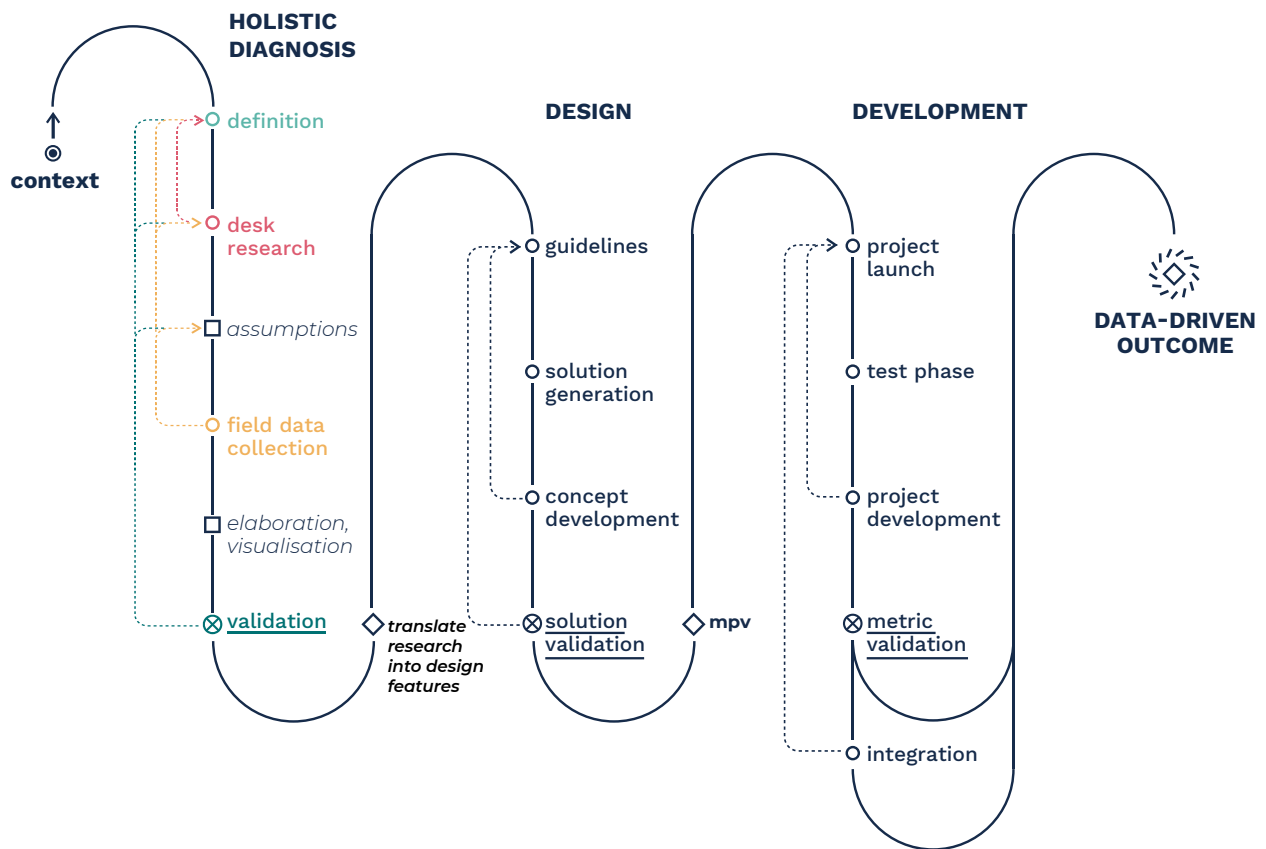 HOLISTIC
DIAGNOSIS
context
definition
desk
research
assumptions
field data
collection
elaboration,
visualisation
validation
translate
research
into design
features
DESIGN
guidelines
solution
generation
concept
development
solution
validation
mpv
DEVELOPMENT
project
launch
test phase
project
development
metric
validation
integration
DATA-DRIVEN
OUTCOME